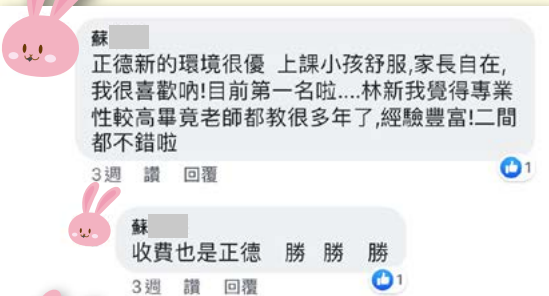 蘇
正德新的環境很優 上課小孩舒服,家長自在,
我很喜歡吶!目前第一名啦....林新我覺得專業
性較高畢竟老師都教很多年了,經驗豐富!二間
都不錯啦
3週 讚 回覆 1
蘇
收費也是正德 勝 勝 勝
3週 讚 回覆 1